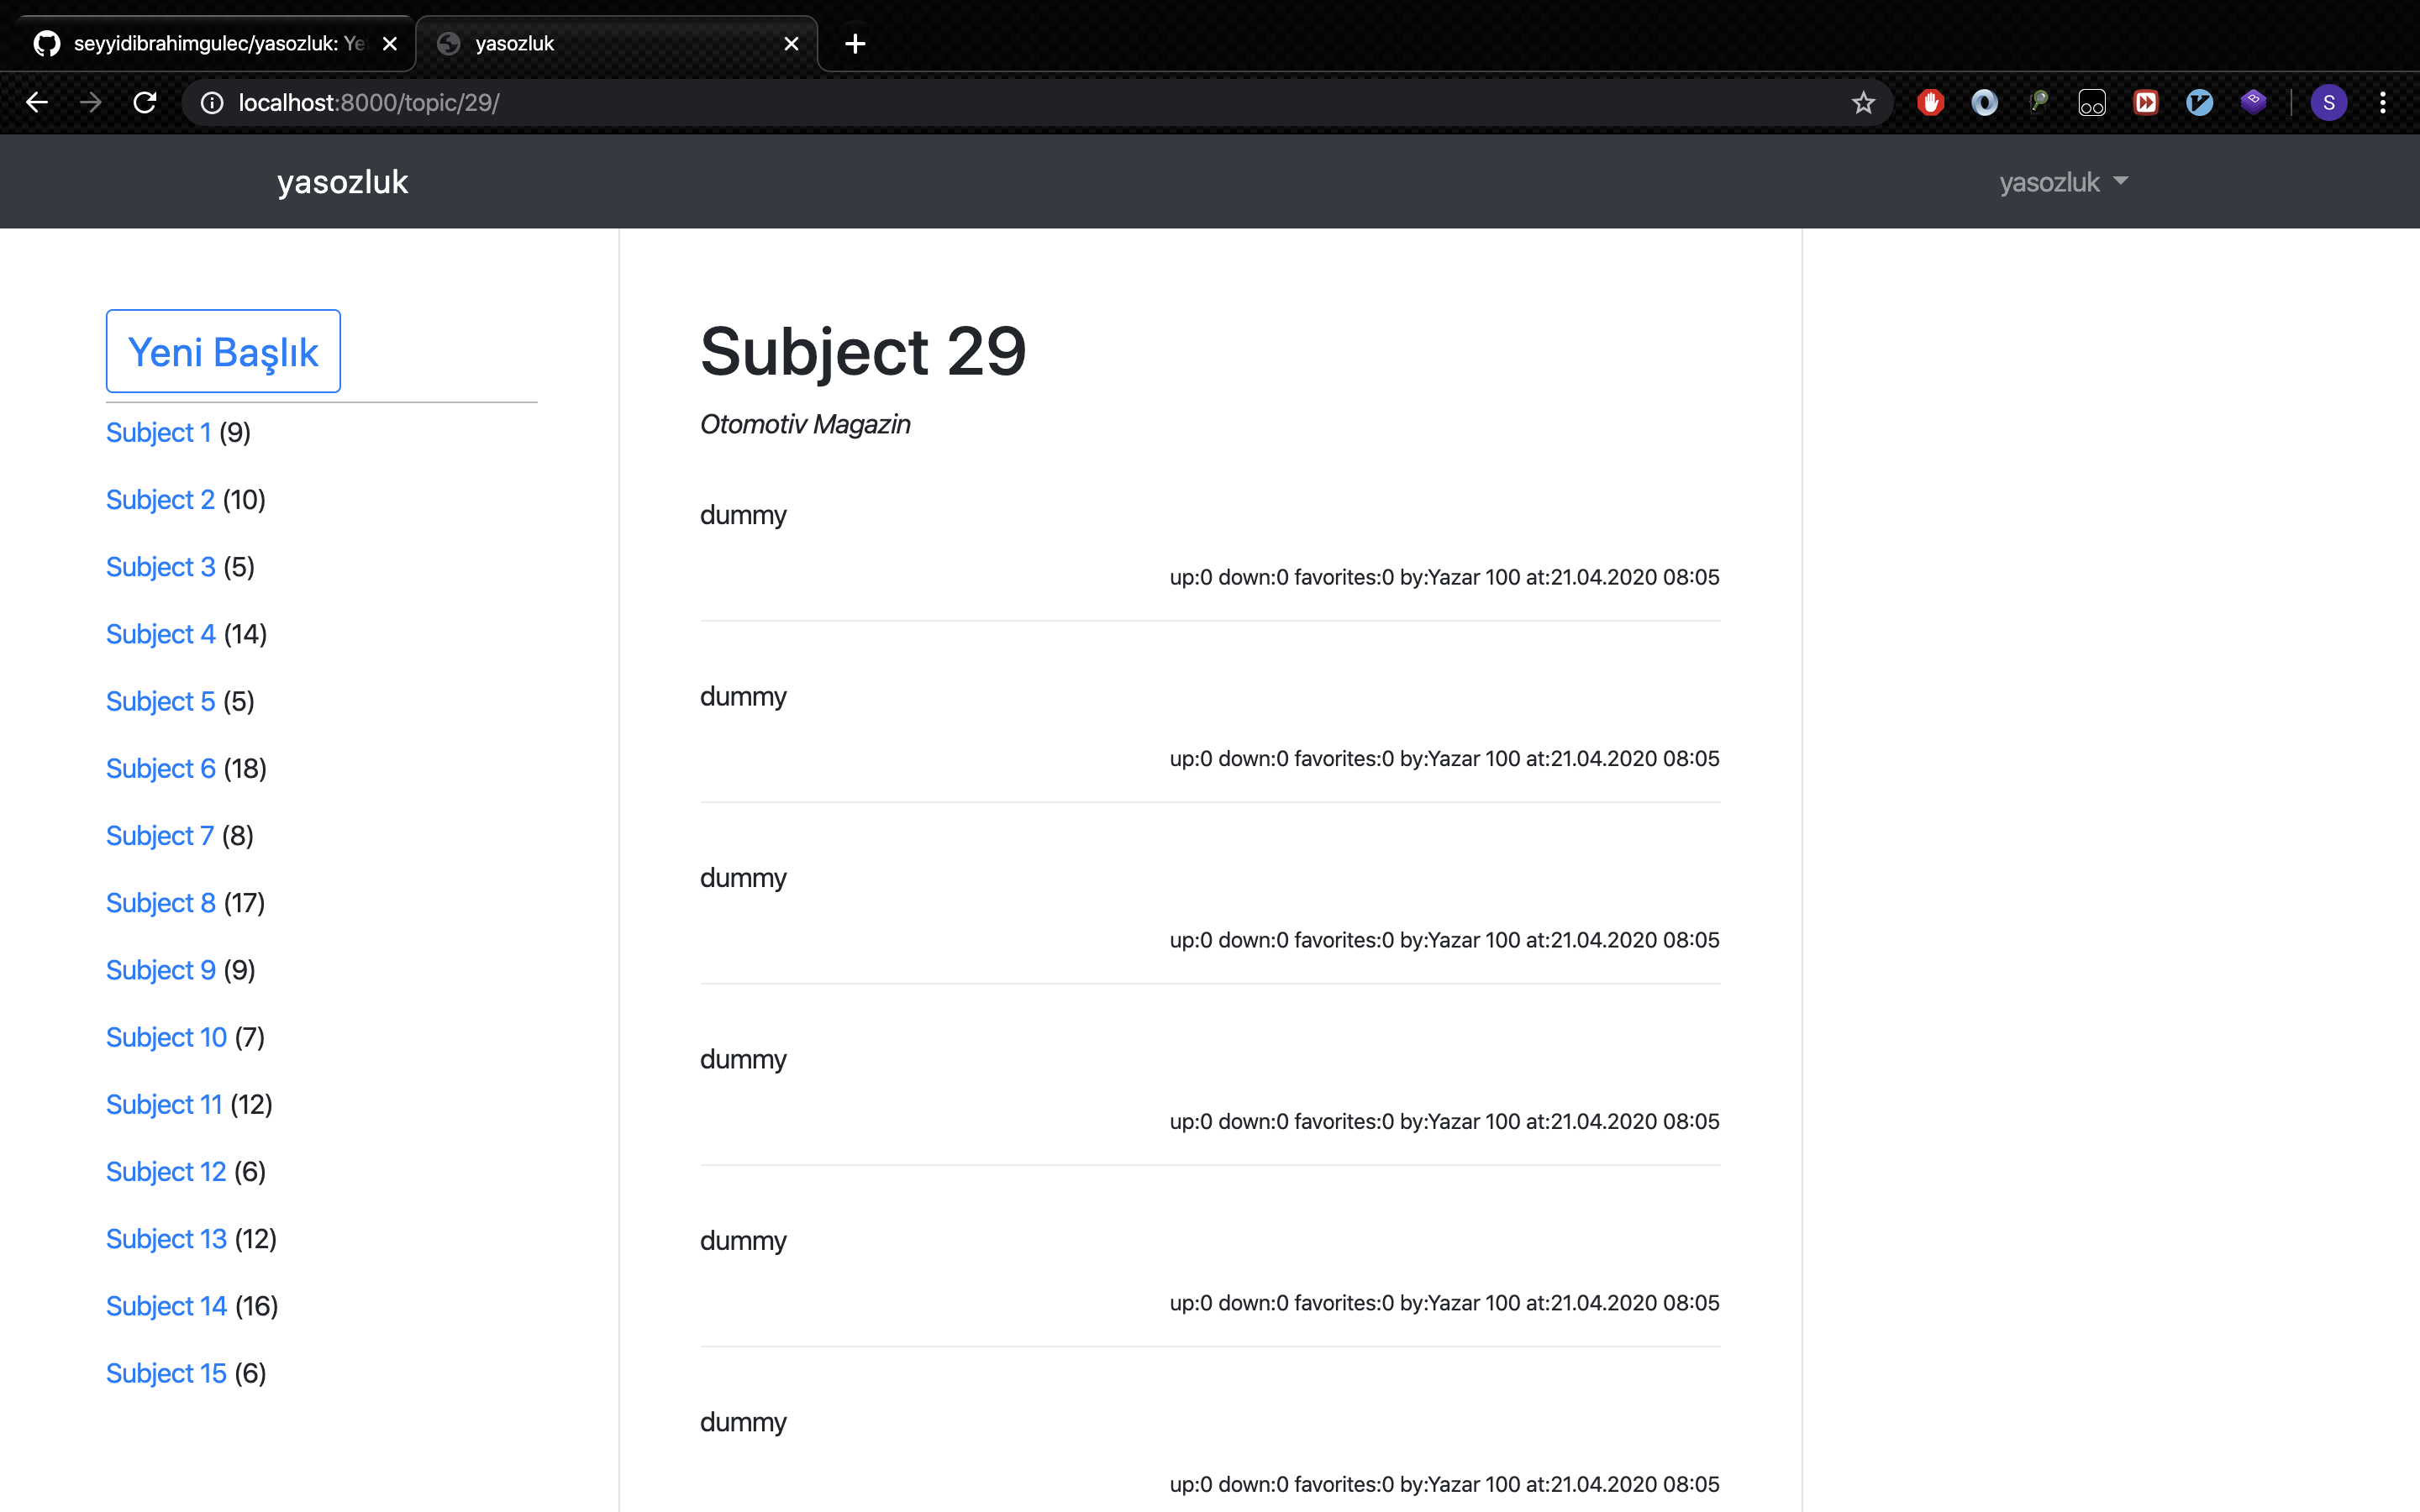 seyyidibrahimgulec/yasozluk: Ye
yasozluk
localhost:8000/topic/29/
S
yasozluk
yasozluk
Yeni Başlık
Subject 1 (9)
Subject 2 (10)
Subject 3 (5)
Subject 4 (14)
Subject 5 (5)
Subject 6 (18)
Subject 7 (8)
Subject 8 (17)
Subject 9 (9)
Subject 10 (7)
Subject 11 (12)
Subject 12 (6)
Subject 13 (12)
Subject 14 (16)
Subject 15 (6)
Subject 29
Otomotiv Magazin
dummy
up:0 down:0 favorites:0 by:Yazar 100 at:21.04.2020 08:05
dummy
up:0 down:0 favorites:0 by:Yazar 100 at:21.04.2020 08:05
dummy
up:0 down:0 favorites:0 by:Yazar 100 at:21.04.2020 08:05
dummy
up:0 down:0 favorites:0 by:Yazar 100 at:21.04.2020 08:05
dummy
up:0 down:0 favorites:0 by:Yazar 100 at:21.04.2020 08:05
dummy
up:0 down:0 favorites:0 by:Yazar 100 at:21.04.2020 08:05